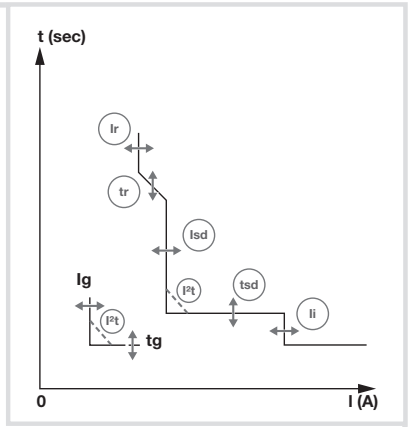 t (sec)
Ir
tr
Isd
Ig
I²t
tsd
I²t
Ii
tg
0
I (A)